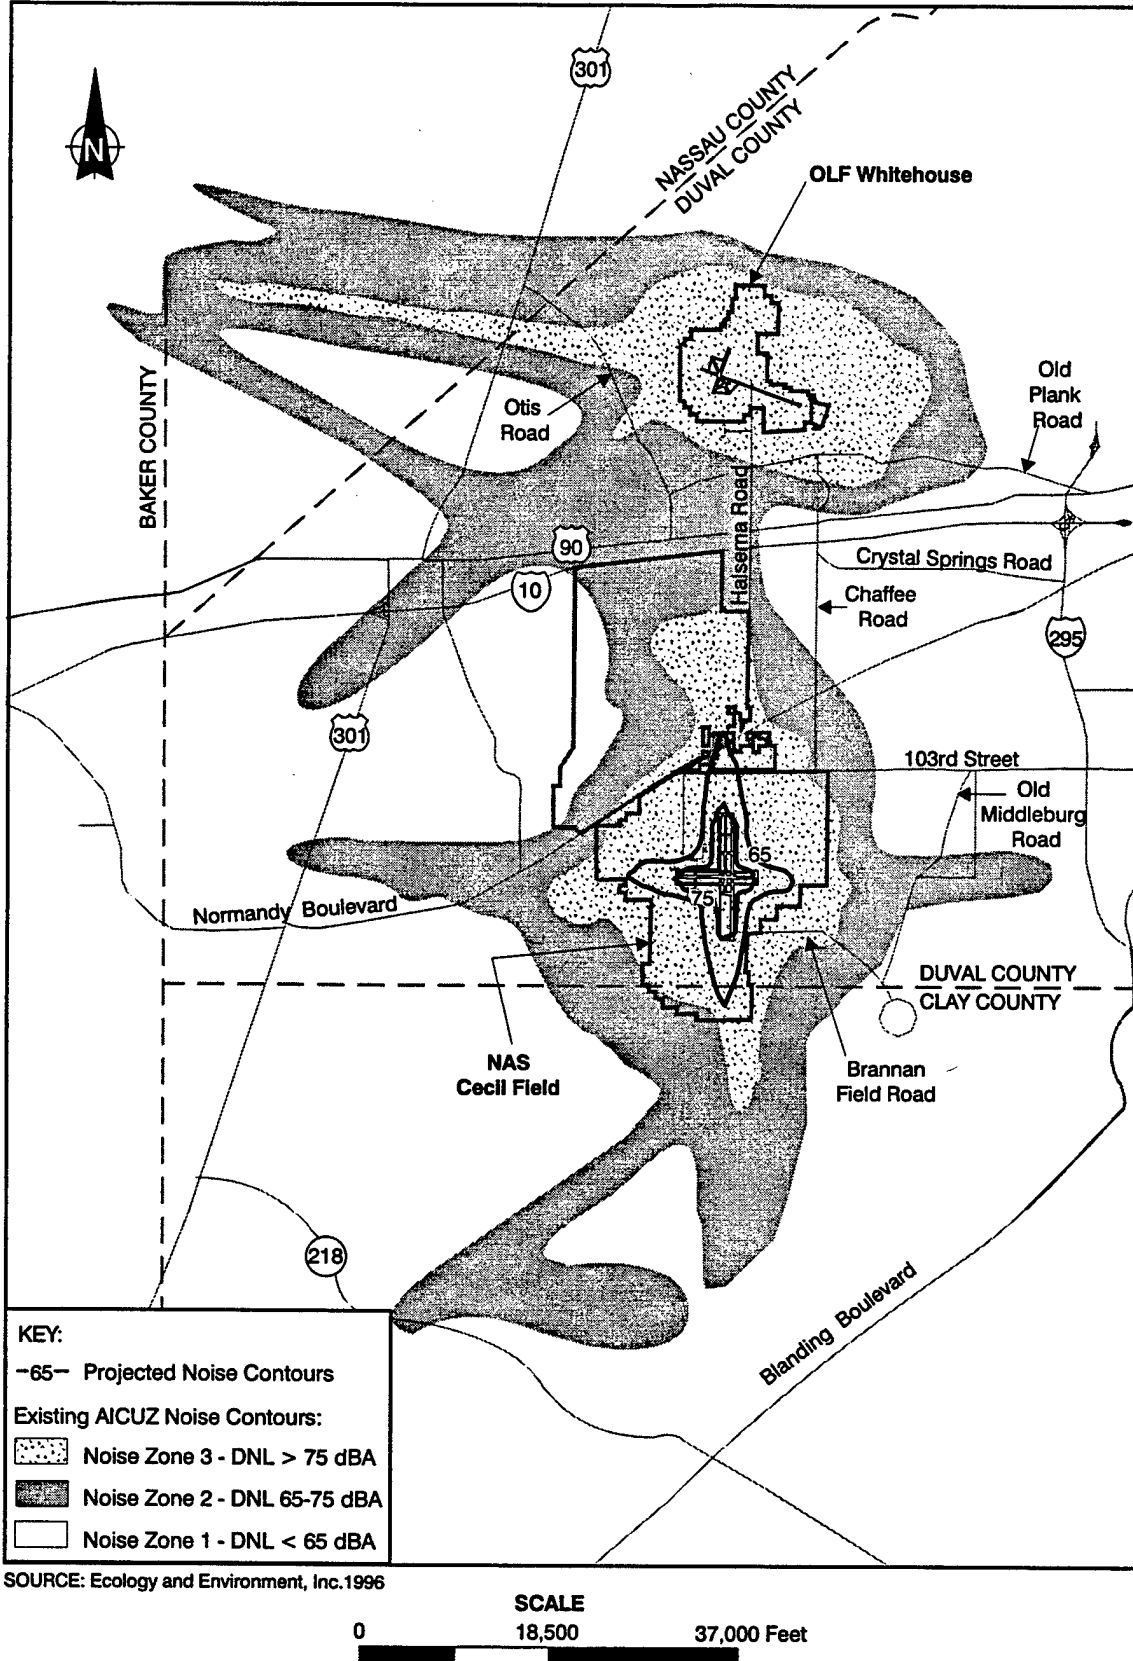 301
NASSAU COUNTY
DUVAL COUNTY
N
OLF Whitehouse
Old
Plank
Road
BAKER COUNTY
Otis
Road
Halsema Road
90
Crystal Springs Road
10
Chaffee
Road
295
301
103rd Street
Old
Middleburg
Road
65
75
Normandy Boulevard
DUVAL COUNTY
CLAY COUNTY
NAS
Cecil Field
Brannan
Field Road
218
Blanding Boulevard
KEY:
-65- Projected Noise Contours
Existing AICUZ Noise Contours:
Noise Zone 3 - DNL > 75 dBA
Noise Zone 2 - DNL 65-75 dBA
Noise Zone 1 - DNL < 65 dBA
SOURCE: Ecology and Environment, Inc.1996
SCALE
0 18,500 37,000 Feet